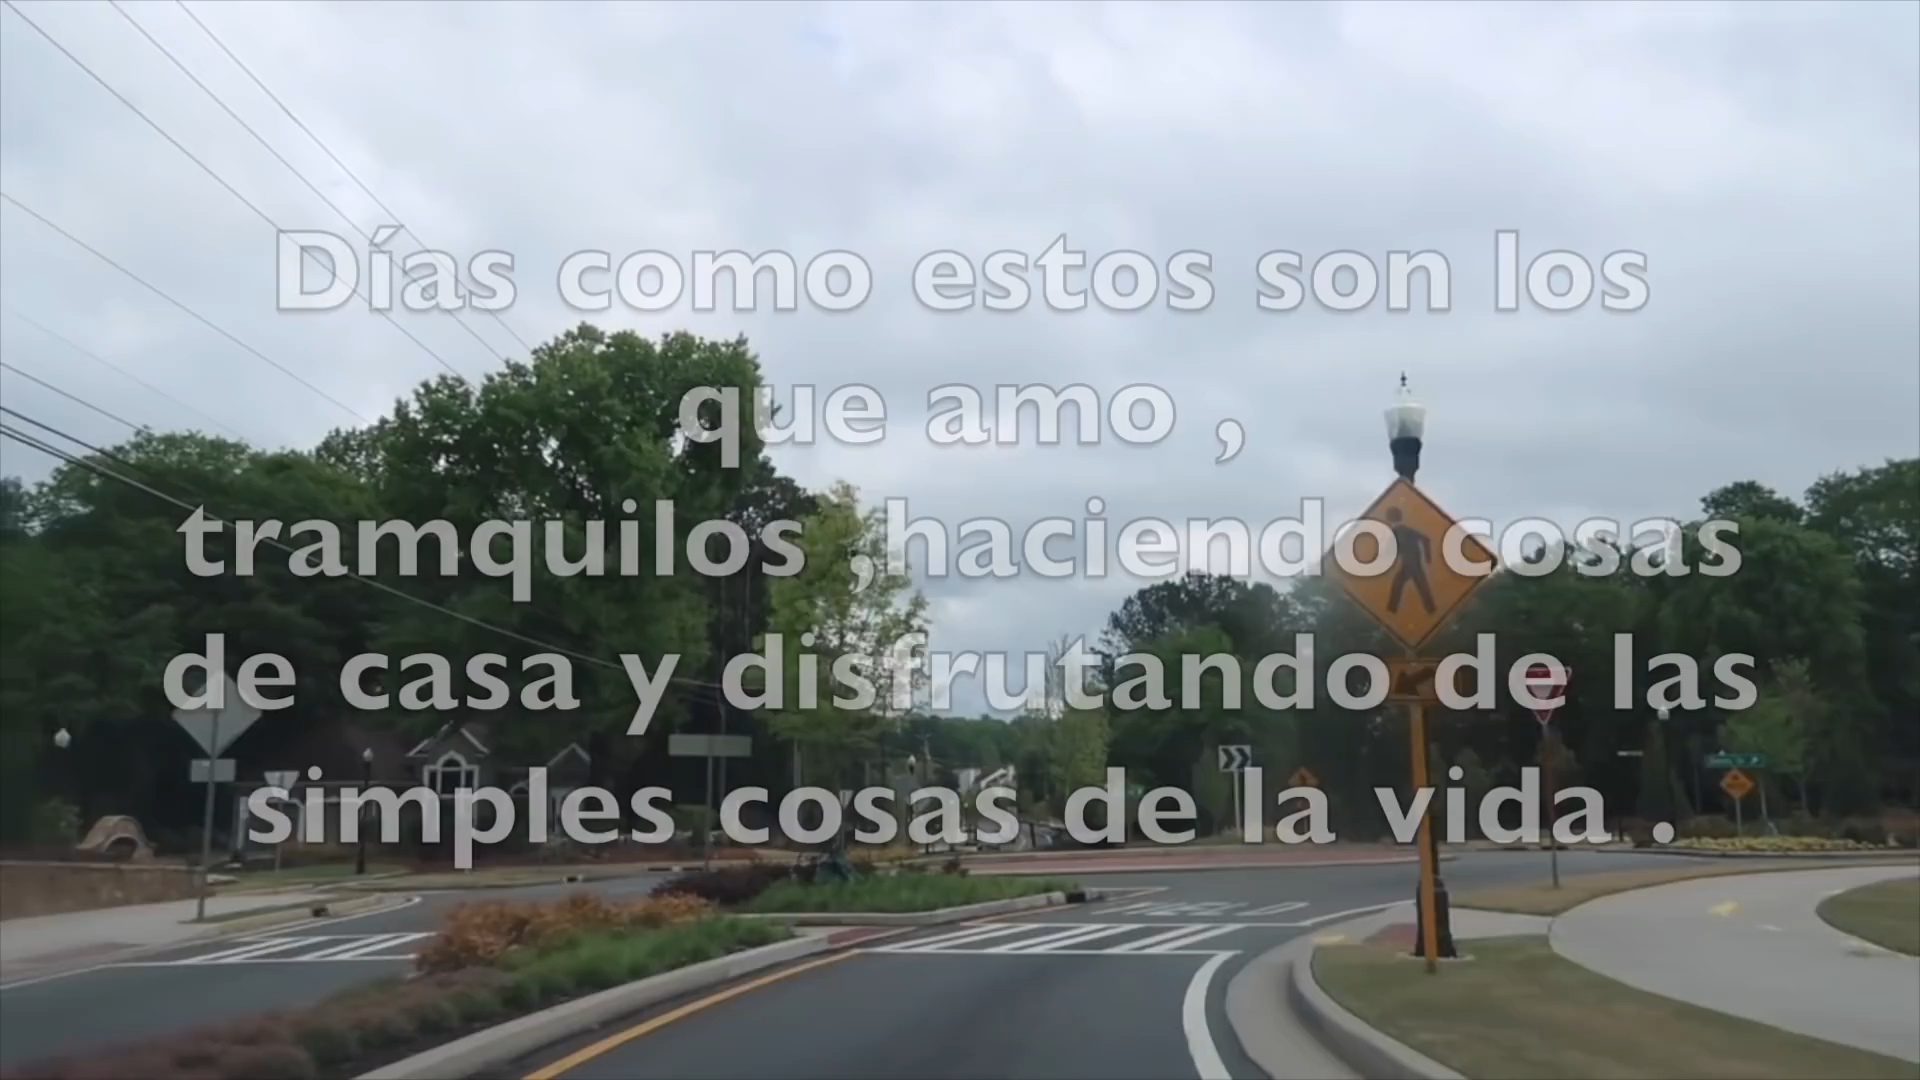 Días como estos son los
que amo ,
tramquilos ,haciendo cosas
de casa y disfrutando de las
simples cosas de la vida .
YIELD